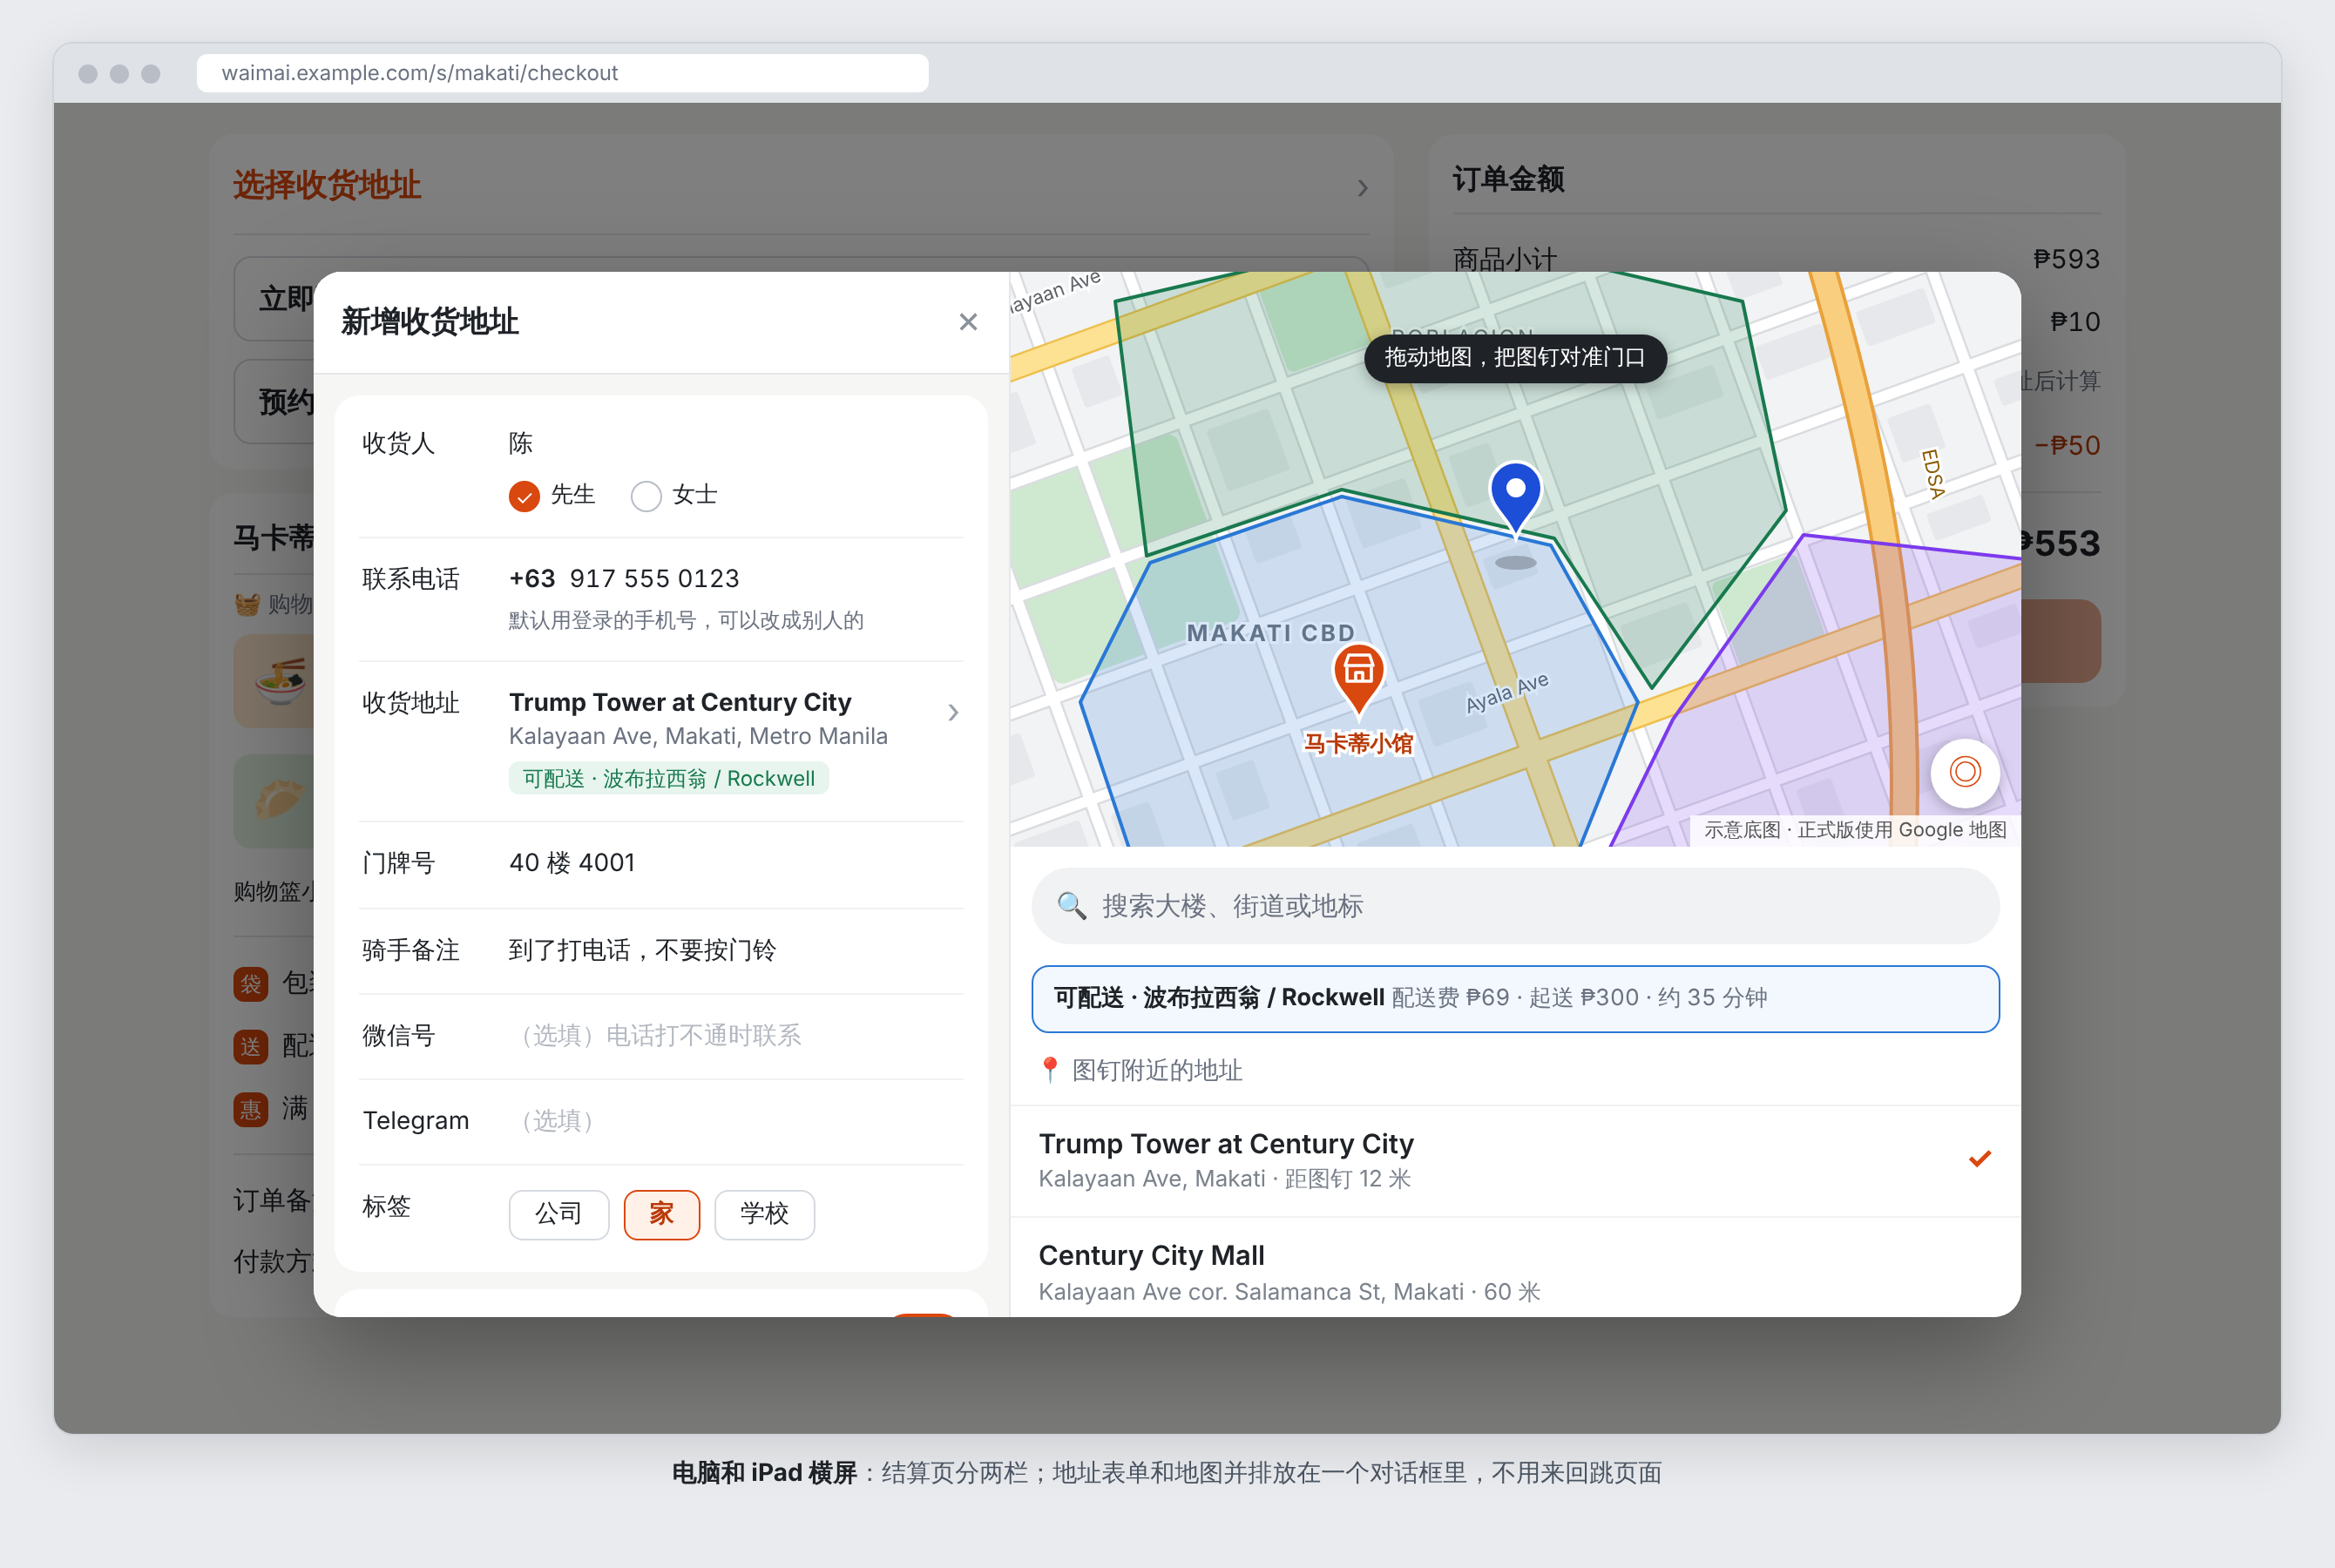 waimai.example.com/s/makati/checkout
选择收货地址
›
立即
预约
马卡蒂
购物
购物篮
袋 包
送 配
惠 满
订单备
付款方
订单金额
商品小计 ₱593
₱10
后计算
−₱50
₱553
新增收货地址
收货人 陈
先生 女士
联系电话 +63 917 555 0123
默认用登录的手机号，可以改成别人的
收货地址 Trump Tower at Century City
Kalayaan Ave, Makati, Metro Manila
可配送 · 波布拉西翁 / Rockwell
门牌号 40 楼 4001
骑手备注 到了打电话，不要按门铃
微信号 （选填）电话打不通时联系
Telegram （选填）
标签 公司 家 学校
layaan Ave
拖动地图，把图钉对准门口
EDSA
MAKATI CBD
Ayala Ave
马卡蒂小馆
示意底图 · 正式版使用 Google 地图
搜索大楼、街道或地标
可配送 · 波布拉西翁 / Rockwell 配送费 ₱69 · 起送 ₱300 · 约 35 分钟
图钉附近的地址
Trump Tower at Century City
Kalayaan Ave, Makati · 距图钉 12 米
Century City Mall
Kalayaan Ave cor. Salamanca St, Makati · 60 米
电脑和 iPad 横屏：结算页分两栏；地址表单和地图并排放在一个对话框里，不用来回跳页面